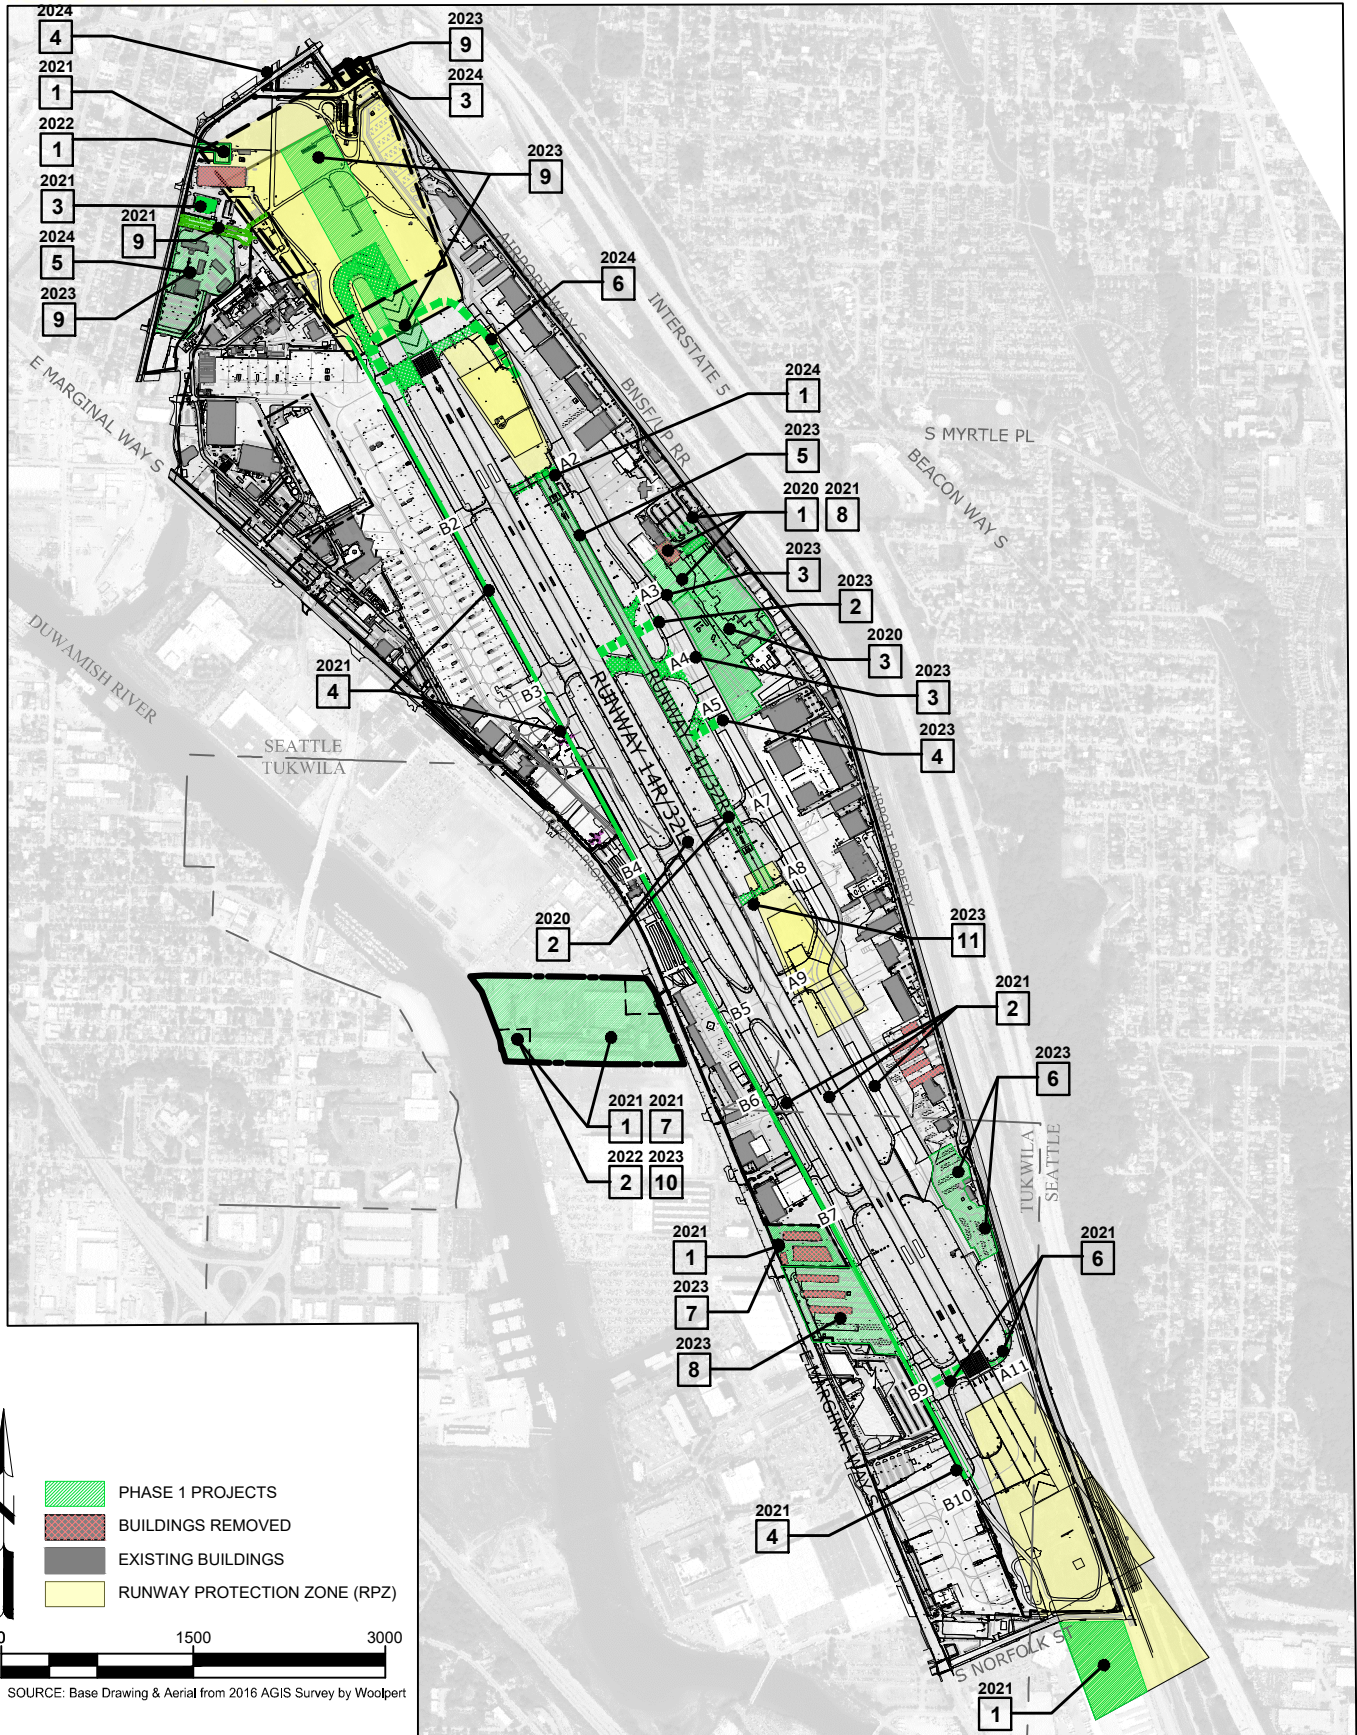 2024
4
2023
9
2021
1
2024
3
2022
1
2023
9
2021
3
2021
9
2024
5
2024
6
2023
9
AIRPORT WAY S
INTERSTATE 5
E MARGINAL WAY S
BNSF/UP RR
2024
1
S MYRTLE PL
BEACON WAY S
A2
2023
5
2020 2021
1 8
B2
2023
3
A3
2023
2
DUWAMISH RIVER
2020
3
A4
2021
4
2023
3
B3
RUNWAY 14R/32L
RUNWAY 14L/32R
A5
2023
4
SEATTLE
TUKWILA
A7
AIRPORT PROPERTY
AIRPORT PROPERTY
B4
A8
2020
2
2023
11
A9
2021
2
B5
2023
6
B6
2021 2021
1 7
2022 2023
2 10
TUKWILA
SEATTLE
B7
2021
1
2021
6
2023
7
2023
8
A11
B9
E MARGINAL WAY S
B10
2021
4
PHASE 1 PROJECTS
BUILDINGS REMOVED
EXISTING BUILDINGS
RUNWAY PROTECTION ZONE (RPZ)
0 1500 3000
SOURCE: Base Drawing & Aerial from 2016 AGIS Survey by Woolpert
S NORFOLK ST
2021
1